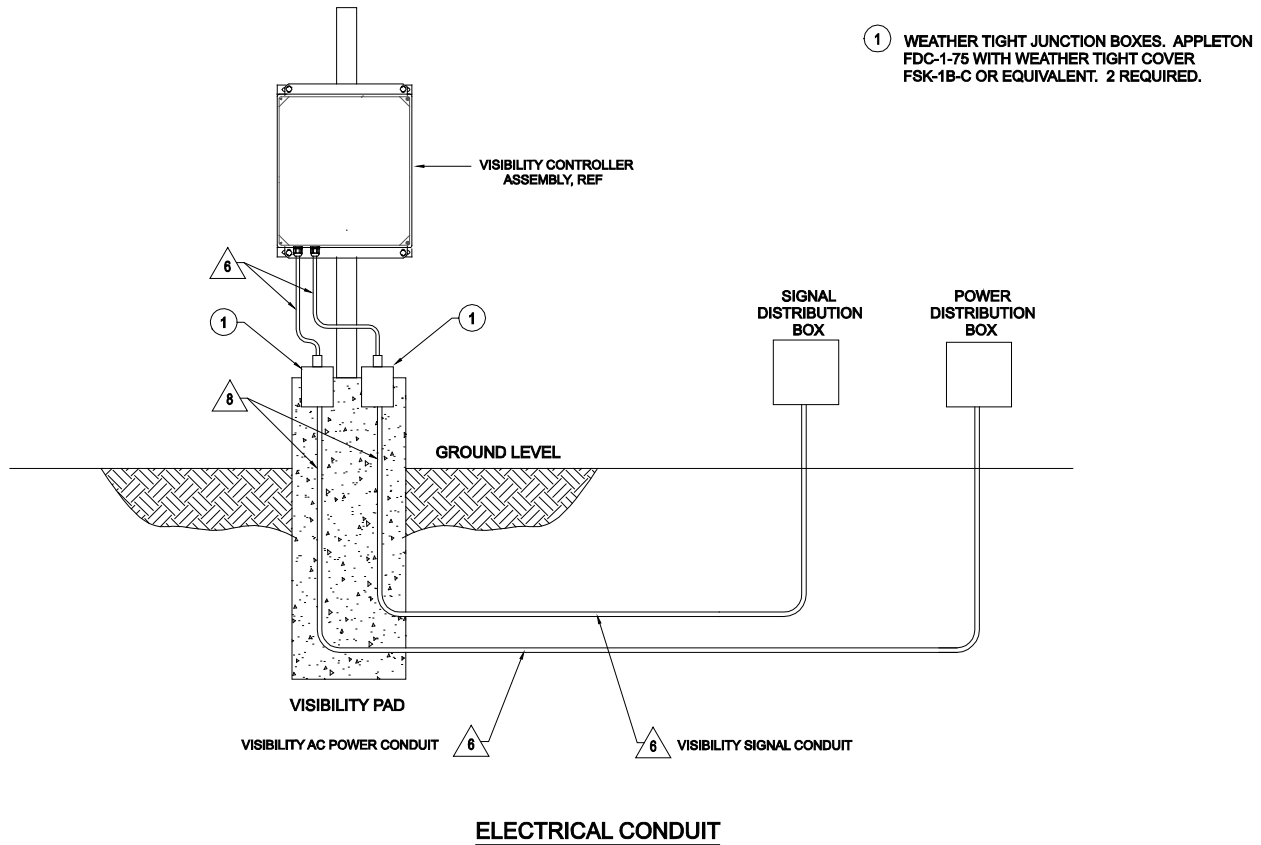 1 WEATHER TIGHT JUNCTION BOXES. APPLETON
FDC-1-75 WITH WEATHER TIGHT COVER
FSK-1B-C OR EQUIVALENT. 2 REQUIRED.
VISIBILITY CONTROLLER
ASSEMBLY, REF
6
6
1
1
SIGNAL
DISTRIBUTION
BOX
POWER
DISTRIBUTION
BOX
8
GROUND LEVEL
VISIBILITY PAD
VISIBILITY AC POWER CONDUIT 6
6 VISIBILITY SIGNAL CONDUIT
ELECTRICAL CONDUIT